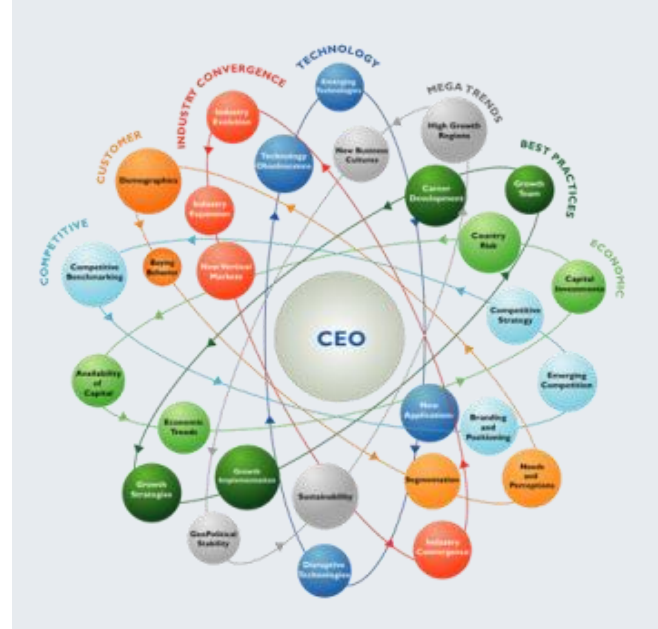 TECHNOLOGY
INDUSTRY CONVERGENCE
MEGA TRENDS
CUSTOMER
BEST PRACTICES
COMPETITIVE
ECONOMIC
Emerging
Technologies
Industry
Evolution
High Growth
Regions
New Business
Cultures
Technology
Obsolescence
Demographics
Career
Development
Growth
Team
Industry
Expansion
Country
Risk
Competitive
Benchmarking
Buying
Behavior
New Vertical
Markets
Capital
Investments
Competitive
Strategy
CEO
Availability
of
Capital
Emerging
Competition
Economic
Trends
New
Applications
Branding
and
Positioning
Growth
Strategies
Growth
Implementation
Sustainability
Segmentation
Needs
and
Perceptions
GeoPolitical
Stability
Industry
Convergence
Disruptive
Technologies